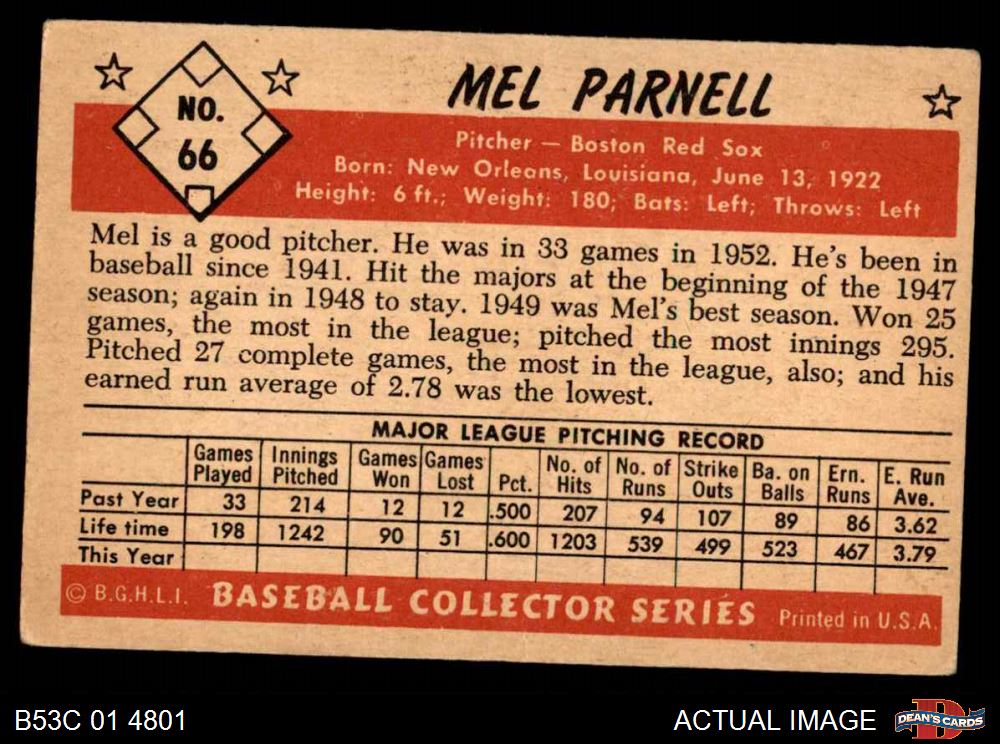 NO.
66
MEL PARNELL
Pitcher — Boston Red Sox
Born: New Orleans, Louisiana, June 13, 1922
Height: 6 ft.; Weight: 180; Bats: Left; Throws: Left
Mel is a good pitcher. He was in 33 games in 1952. He's been in
baseball since 1941. Hit the majors at the beginning of the 1947
season; again in 1948 to stay. 1949 was Mel's best season. Won 25
games, the most in the league; pitched the most innings 295.
Pitched 27 complete games, the most in the league, also; and his
earned run average of 2.78 was the lowest.
MAJOR LEAGUE PITCHING RECORD
Games Played Innings Pitched Games Won Games Lost Pct. No. of Hits No. of Runs Strike Outs Ba. on Balls Ern. Runs E. Run Ave.
Past Year 33 214 12 12 .500 207 94 107 89 86 3.62
Life time 198 1242 90 51 .600 1203 539 499 523 467 3.79
This Year
© B.G.H.L.I. BASEBALL COLLECTOR SERIES Printed in U.S.A.
B53C 01 4801 ACTUAL IMAGE DEAN'S CARDS